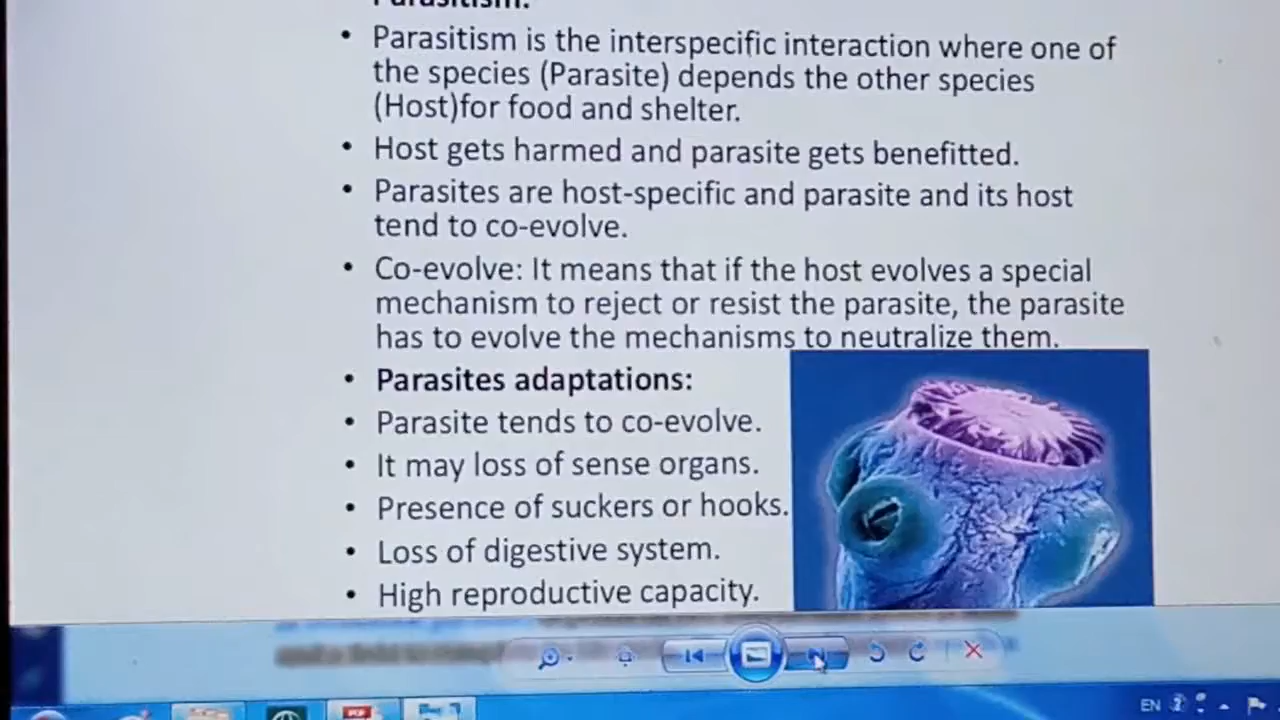 Parasitism:
• Parasitism is the interspecific interaction where one of
the species (Parasite) depends the other species
(Host)for food and shelter.
• Host gets harmed and parasite gets benefitted.
• Parasites are host-specific and parasite and its host
tend to co-evolve.
• Co-evolve: It means that if the host evolves a special
mechanism to reject or resist the parasite, the parasite
has to evolve the mechanisms to neutralize them.
• Parasites adaptations:
• Parasite tends to co-evolve.
• It may loss of sense organs.
• Presence of suckers or hooks.
• Loss of digestive system.
• High reproductive capacity.
EN